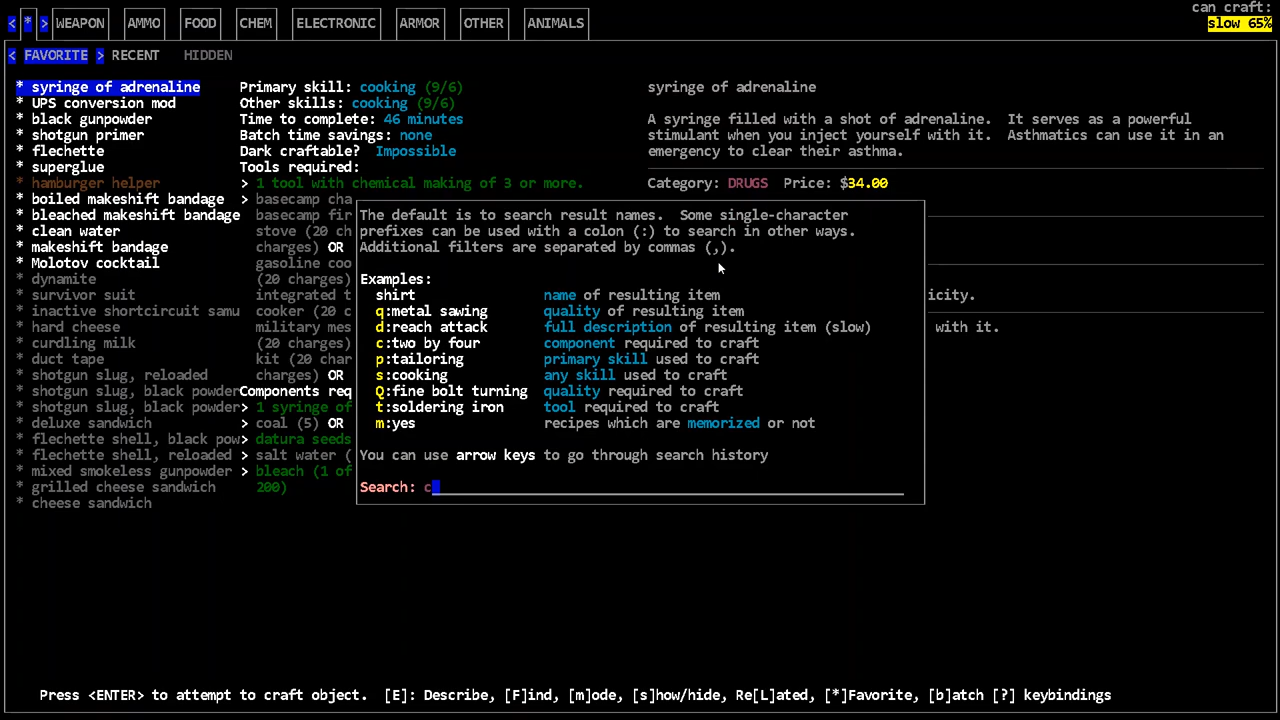 can craft:
< * > WEAPON AMMO FOOD CHEM ELECTRONIC ARMOR OTHER ANIMALS slow 65%
< FAVORITE > RECENT HIDDEN
* syringe of adrenaline Primary skill: cooking (9/6) syringe of adrenaline
* UPS conversion mod Other skills: cooking (9/6)
* black gunpowder Time to complete: 46 minutes A syringe filled with a shot of adrenaline. It serves as a powerful
* shotgun primer Batch time savings: none stimulant when you inject yourself with it. Asthmatics can use it in an
* flechette Dark craftable? Impossible emergency to clear their asthma.
* superglue Tools required:
* hamburger helper > 1 tool with chemical making of 3 or more. Category: DRUGS Price: $34.00
* boiled makeshift bandage > basecamp cha
* bleached makeshift bandage basecamp fir The default is to search result names. Some single-character
* clean water stove (20 ch prefixes can be used with a colon (:) to search in other ways.
* makeshift bandage charges) OR Additional filters are separated by commas (,).
* Molotov cocktail gasoline coo
* dynamite (20 charges) Examples:
* survivor suit integrated t shirt name of resulting item icity.
* inactive shortcircuit samu cooker (20 c q:metal sawing quality of resulting item
* hard cheese military mes d:reach attack full description of resulting item (slow) with it.
* curdling milk (20 charges) c:two by four component required to craft
* duct tape kit (20 char p:tailoring primary skill used to craft
* shotgun slug, reloaded charges) OR s:cooking any skill used to craft
* shotgun slug, black powder Components req Q:fine bolt turning quality required to craft
* shotgun slug, black powder > 1 syringe of t:soldering iron tool required to craft
* deluxe sandwich > coal (5) OR m:yes recipes which are memorized or not
* flechette shell, black pow > datura seeds
* flechette shell, reloaded > salt water ( You can use arrow keys to go through search history
* mixed smokeless gunpowder > bleach (1 of
* grilled cheese sandwich 200) Search: c
* cheese sandwich
Press <ENTER> to attempt to craft object. [E]: Describe, [F]ind, [m]ode, [s]how/hide, Re[L]ated, [*]Favorite, [b]atch [?] keybindings